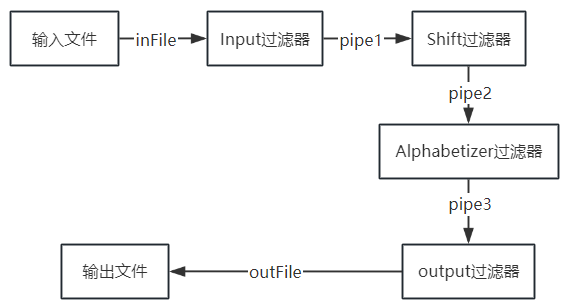 输入文件
inFile
Input过滤器
pipe1
Shift过滤器
pipe2
Alphabetizer过滤器
pipe3
output过滤器
outFile
输出文件